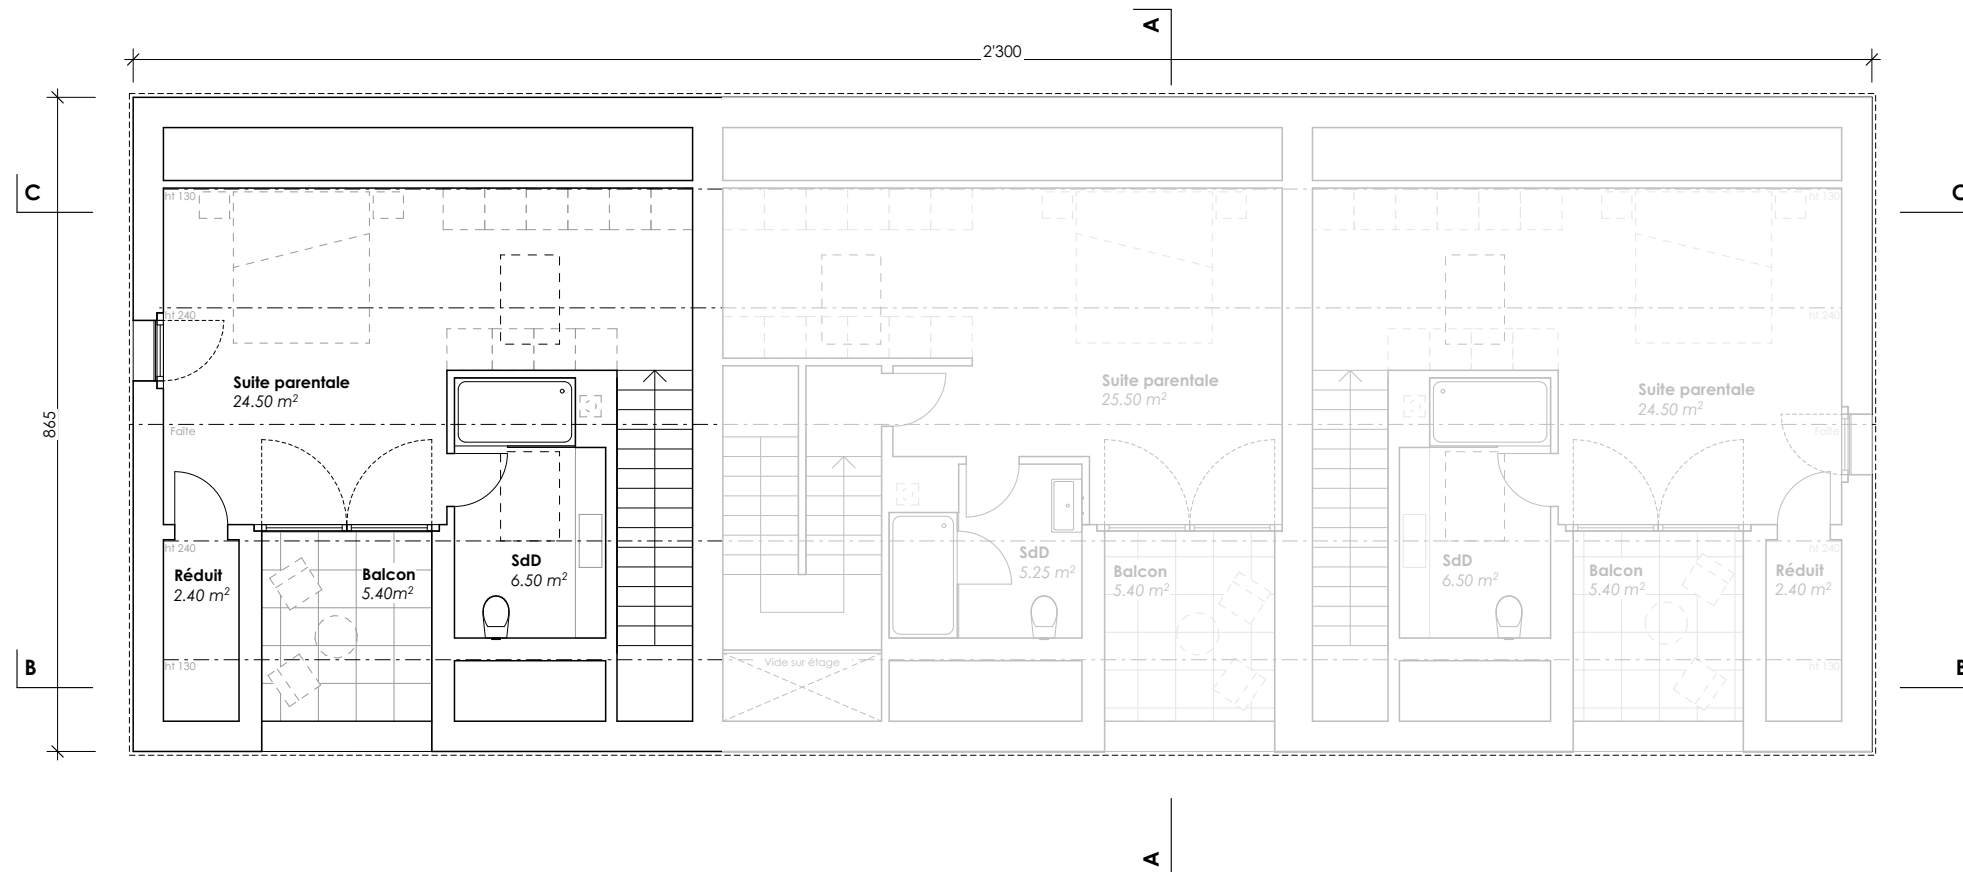 A
2'300
865
C
C
ht 130
ht 130
ht 240
ht 240
Suite parentale
24.50 m²
Suite parentale
25.50 m²
Suite parentale
24.50 m²
Faîte
Faîte
ht 240
ht 240
Réduit
2.40 m²
Balcon
5.40m²
SdD
6.50 m²
SdD
5.25 m²
Balcon
5.40 m²
SdD
6.50 m²
Balcon
5.40 m²
Réduit
2.40 m²
ht 130
Vide sur étage
ht 130
B
B
A